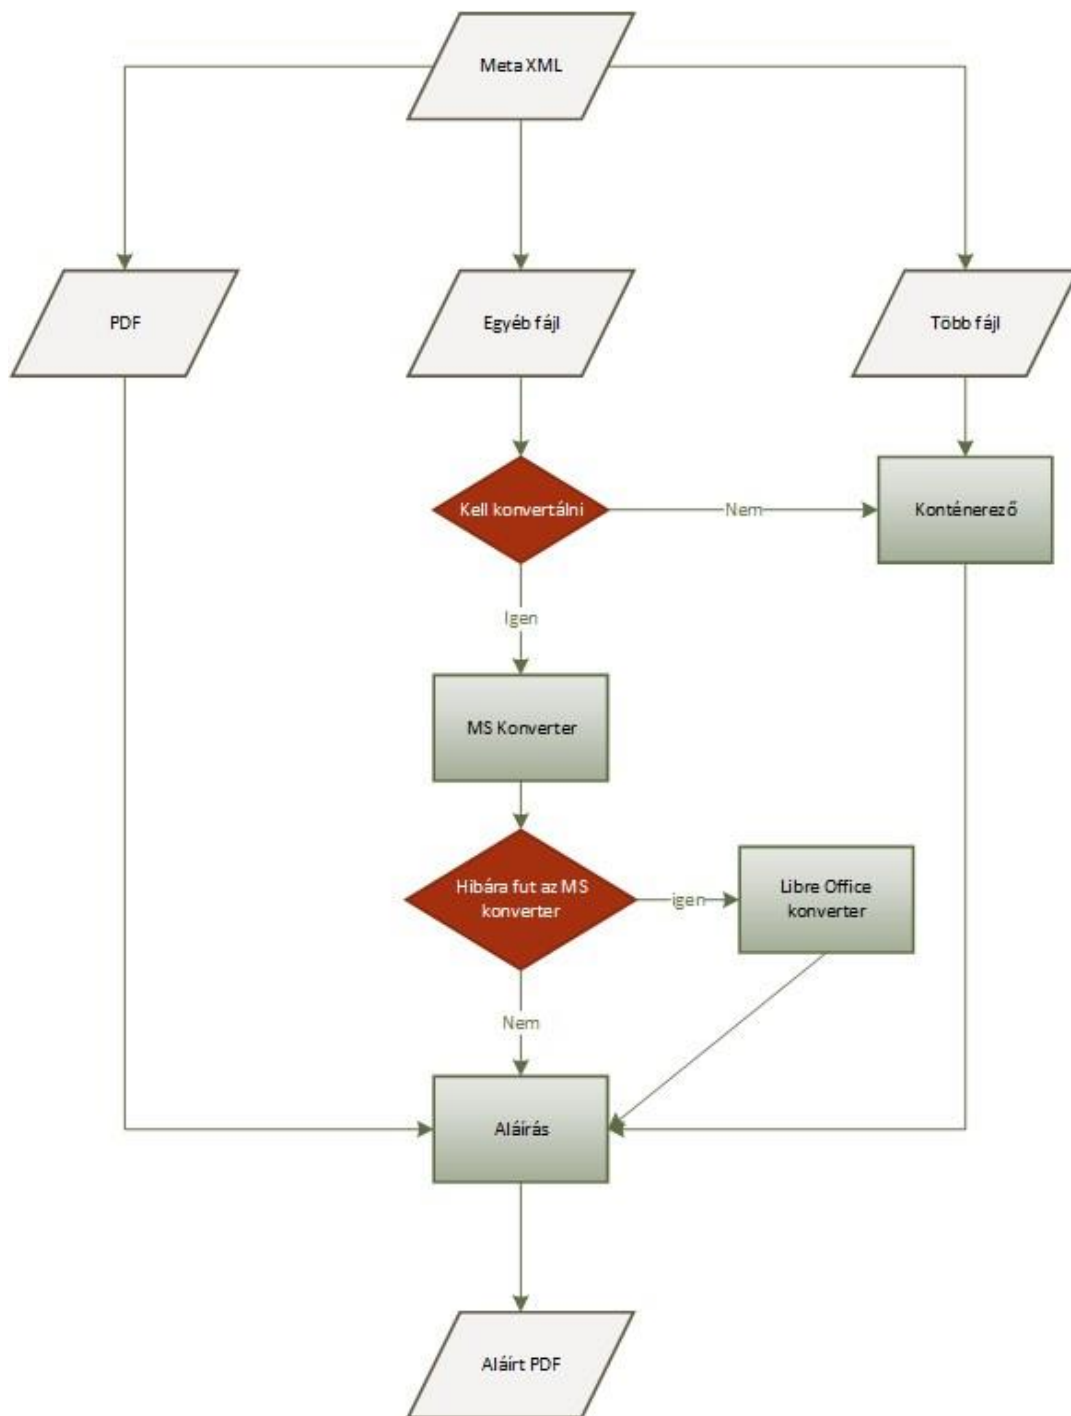 Meta XML
PDF
Egyéb fájl
Több fájl
Kell konvertálni
Nem
Konténerező
Igen
MS Konverter
Hibára fut az MS
konverter
igen
Libre Office
konverter
Nem
Aláírás
Aláírt PDF